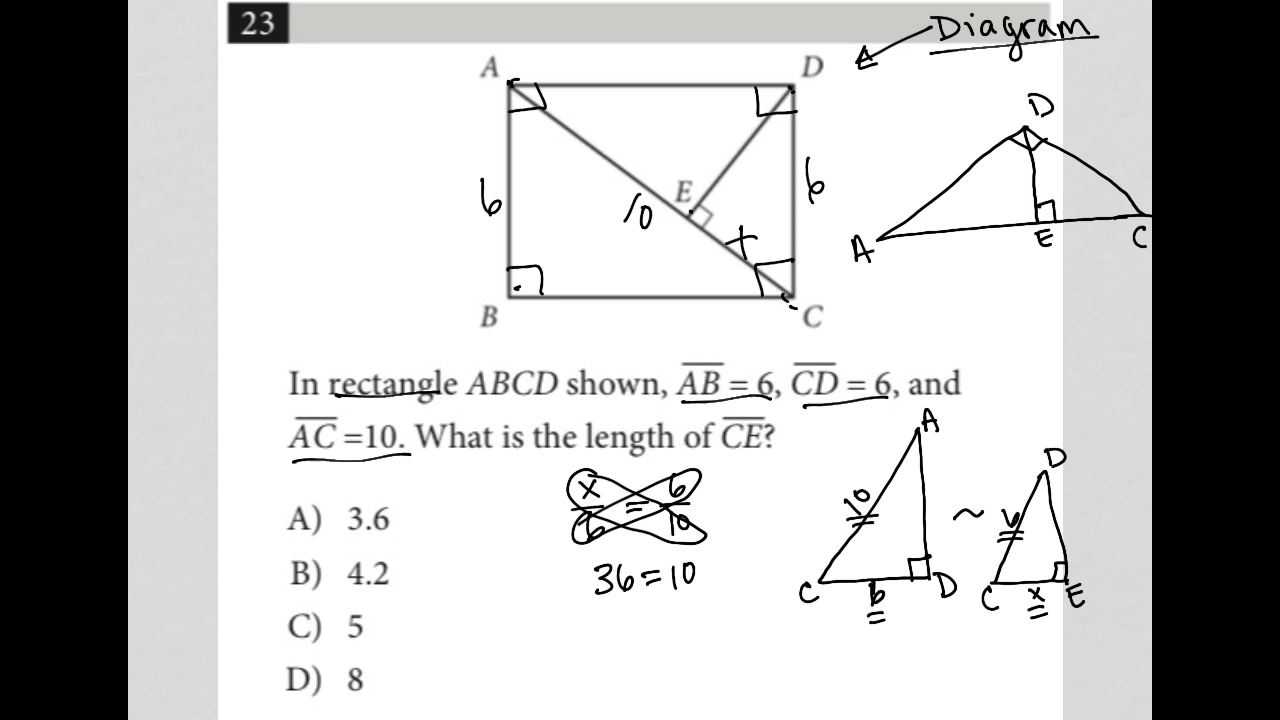 23
Diagram
A
D
6
E
10
6
x
B
C
D
A
E
C
In rectangle ABCD shown, AB = 6, CD = 6, and
AC =10. What is the length of CE?
A) 3.6
B) 4.2
C) 5
D) 8
x/6 = 6/10
36=10
A
10
C
6
D
~
D
6
C
x
E